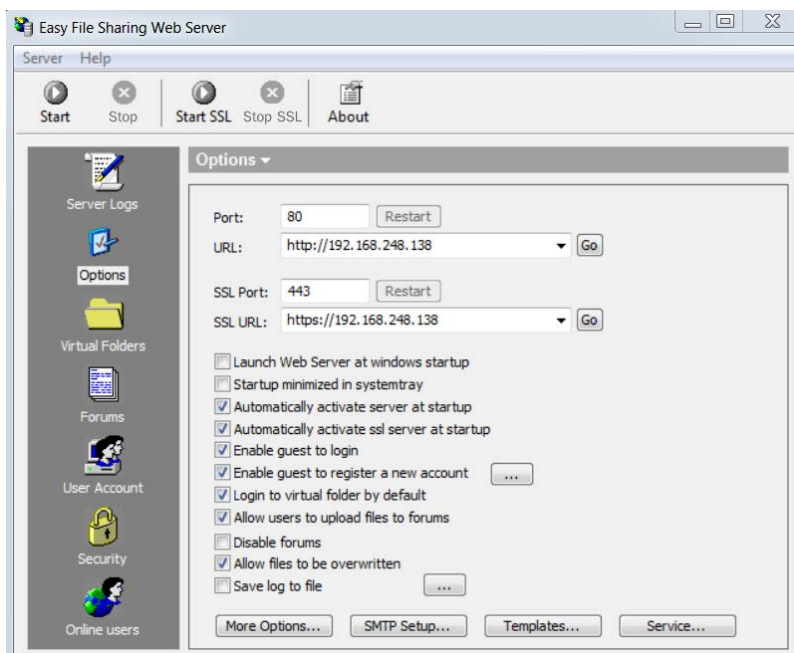 Easy File Sharing Web Server
Server Help
Start Stop Start SSL Stop SSL About
Server Logs
Options
Virtual Folders
Forums
User Account
Security
Online users
Options
Port: 80 Restart
URL: http://192.168.248.138 Go
SSL Port: 443 Restart
SSL URL: https://192.168.248.138 Go
Launch Web Server at windows startup
Startup minimized in systemtray
Automatically activate server at startup
Automatically activate ssl server at startup
Enable guest to login
Enable guest to register a new account ...
Login to virtual folder by default
Allow users to upload files to forums
Disable forums
Allow files to be overwritten
Save log to file ...
More Options... SMTP Setup... Templates... Service...